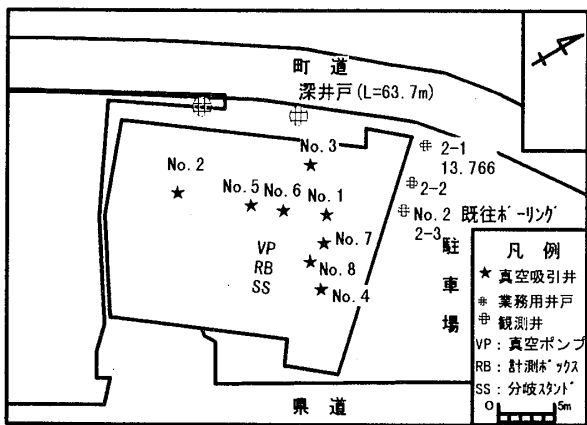 町道
深井戸(L=63.7m)
No.3
2-1
13.766
No.2
No.5
No.6
No.1
2-2
No.2 既往ボーリング
2-3
No.7
VP
RB
SS
No.8
No.4
駐車場
県道
凡例
★ 真空吸引井
業務用井戸
観測井
VP: 真空ポンプ
RB: 計測ボックス
SS: 分岐スタンド
0 5m